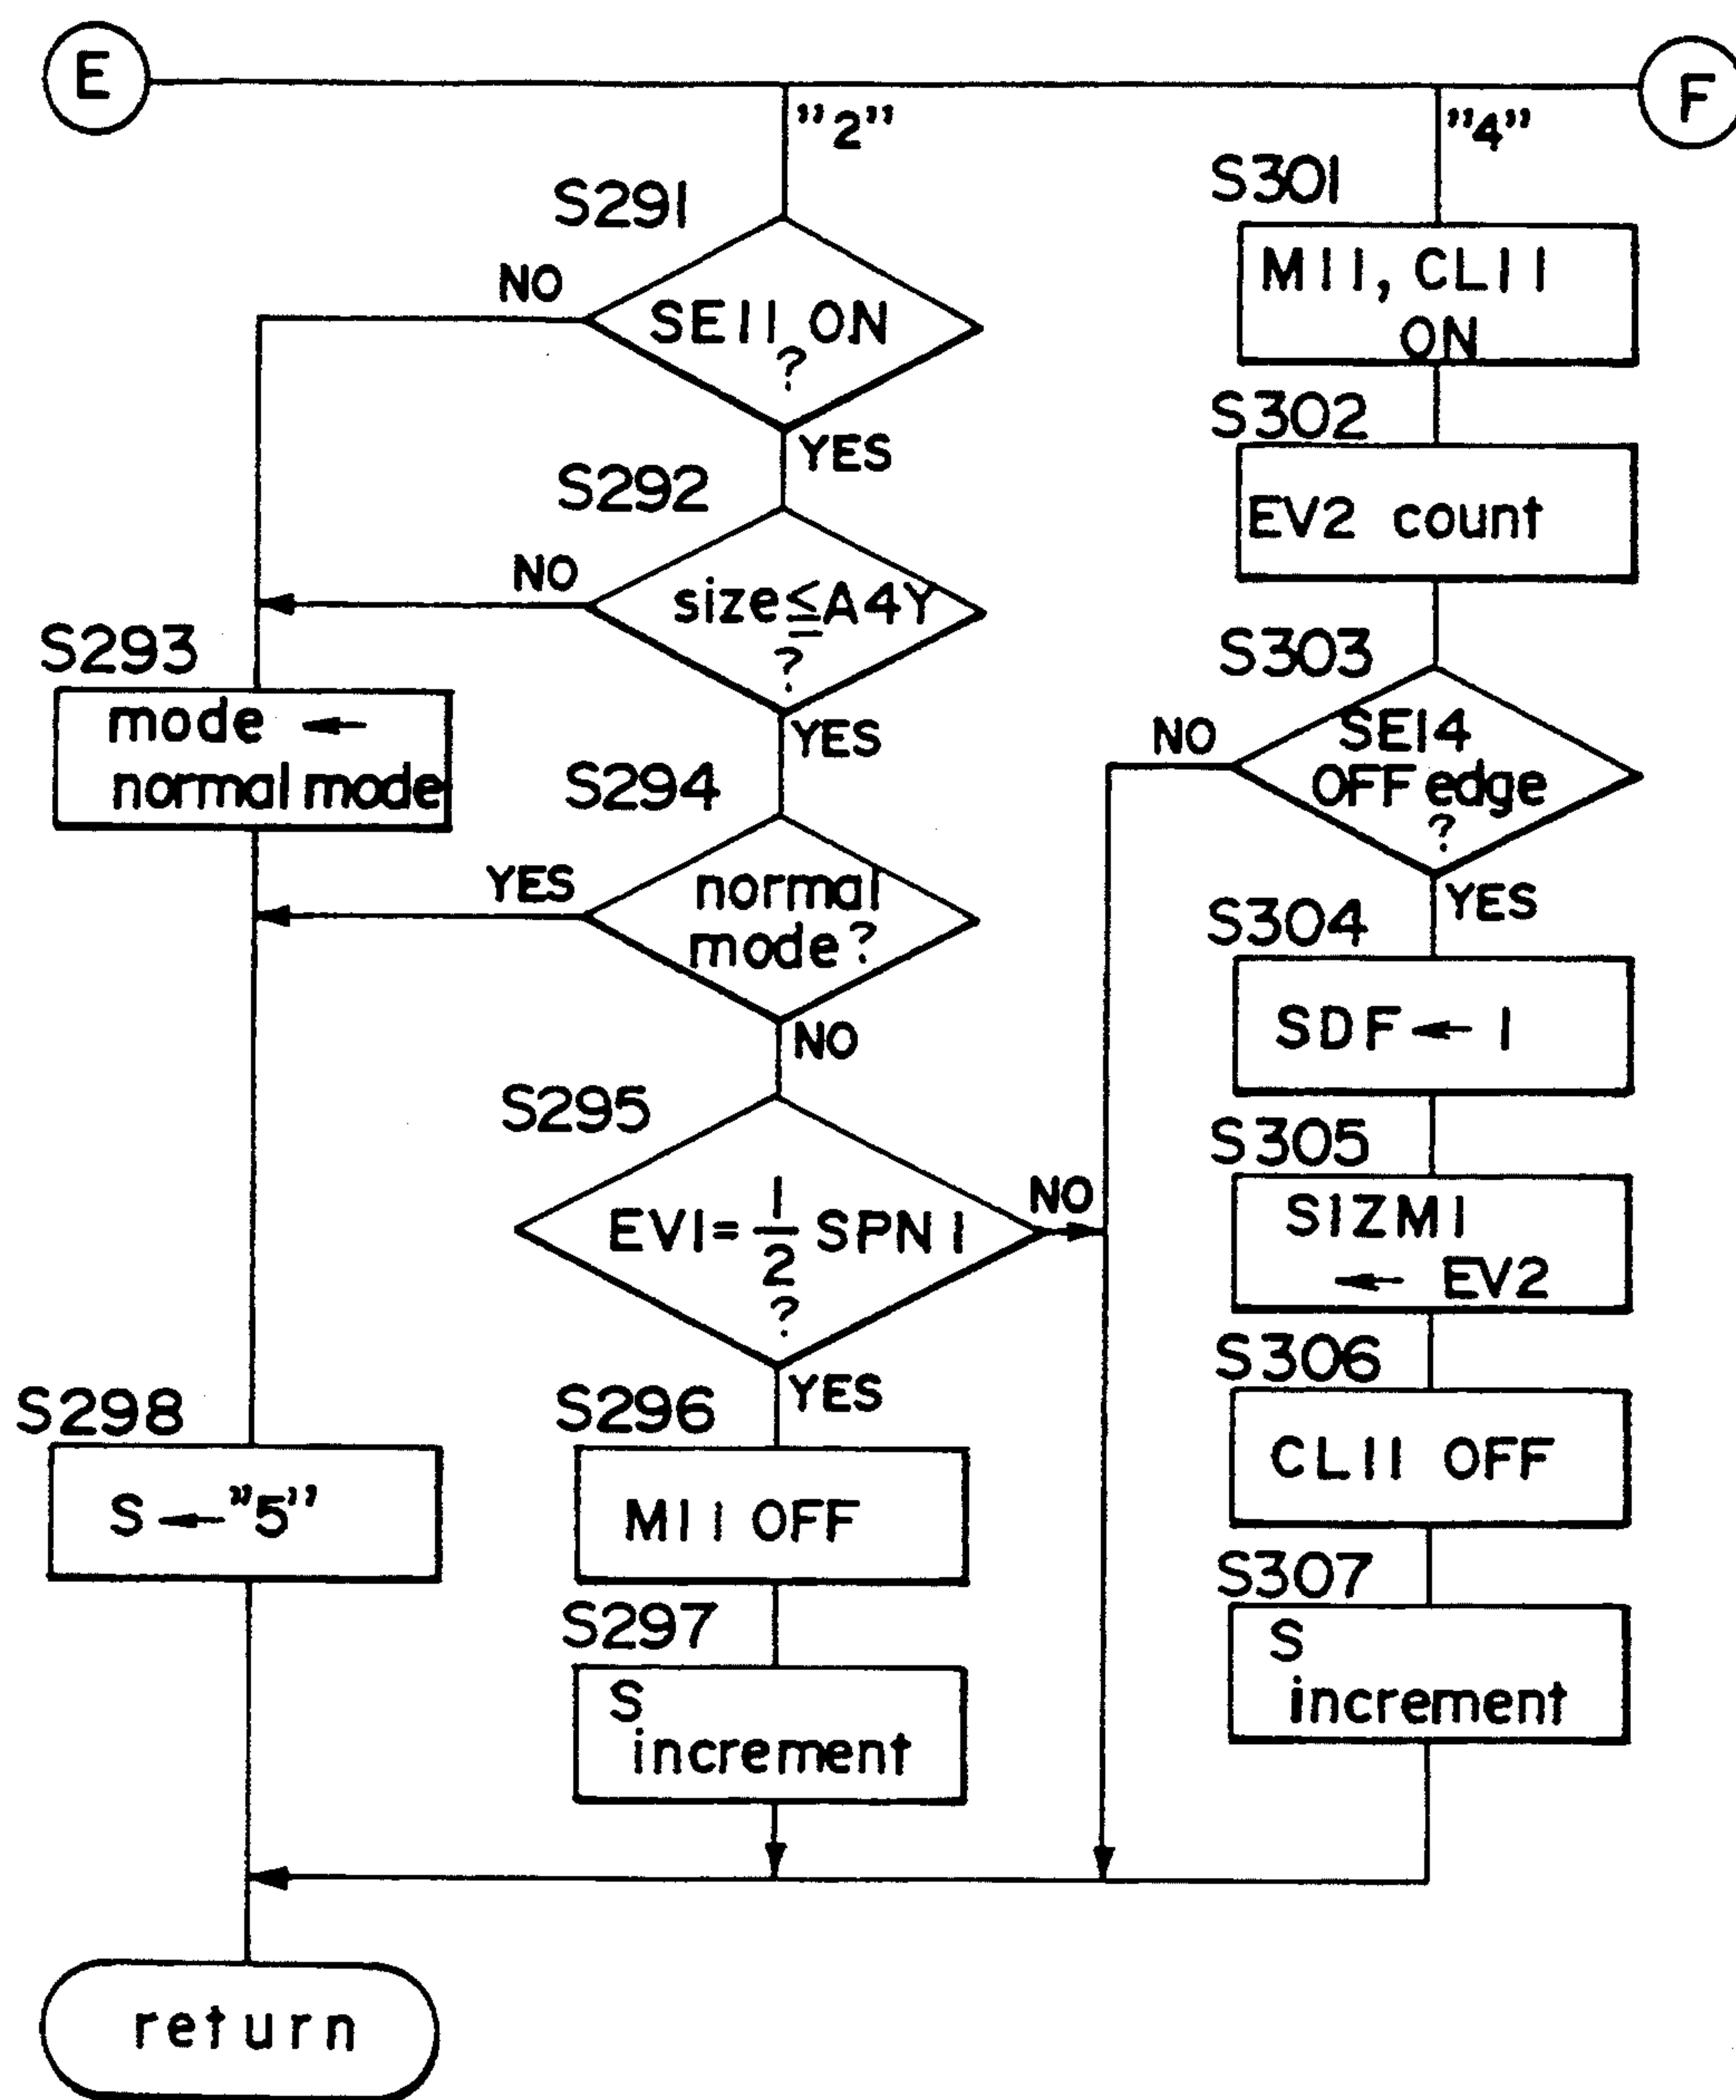 E
F
"2"
"4"
S291
NO
SE11 ON
?
YES
S292
NO
size≦A4Y
?
YES
S293
mode ←
normal mode
S294
YES
normal
mode?
NO
S295
EV1=1/2 SPN1
?
NO
YES
S296
M11 OFF
S297
S
increment
S298
S←"5"
return
S301
M11, CL11
ON
S302
EV2 count
S303
NO
SE14
OFF edge
?
YES
S304
SDF←1
S305
SIZM1
← EV2
S306
CL11 OFF
S307
S
increment